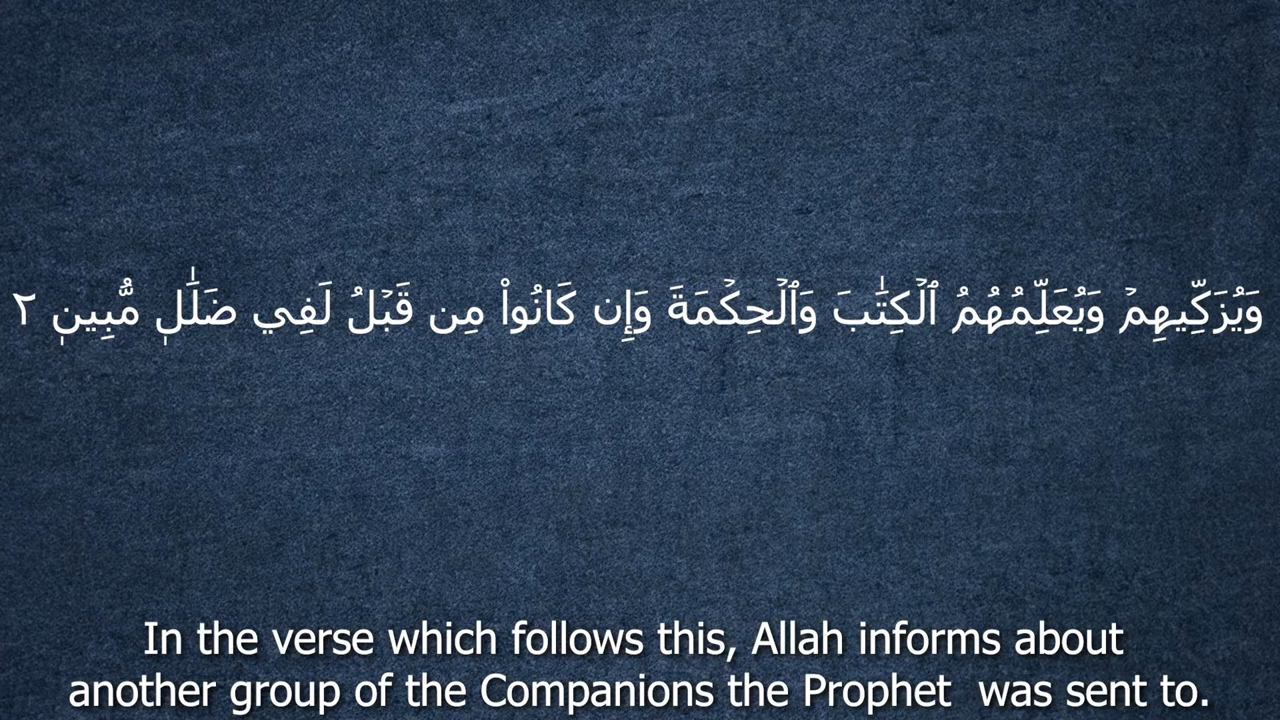 وَيُزَكِّيهِمۡ وَيُعَلِّمُهُمُ ٱلۡكِتَٰبَ وَٱلۡحِكۡمَةَ وَإِن كَانُواْ مِن قَبۡلُ لَفِي ضَلَٰلٖ مُّبِينٖ ٢
In the verse which follows this, Allah informs about
another group of the Companions the Prophet  was sent to.